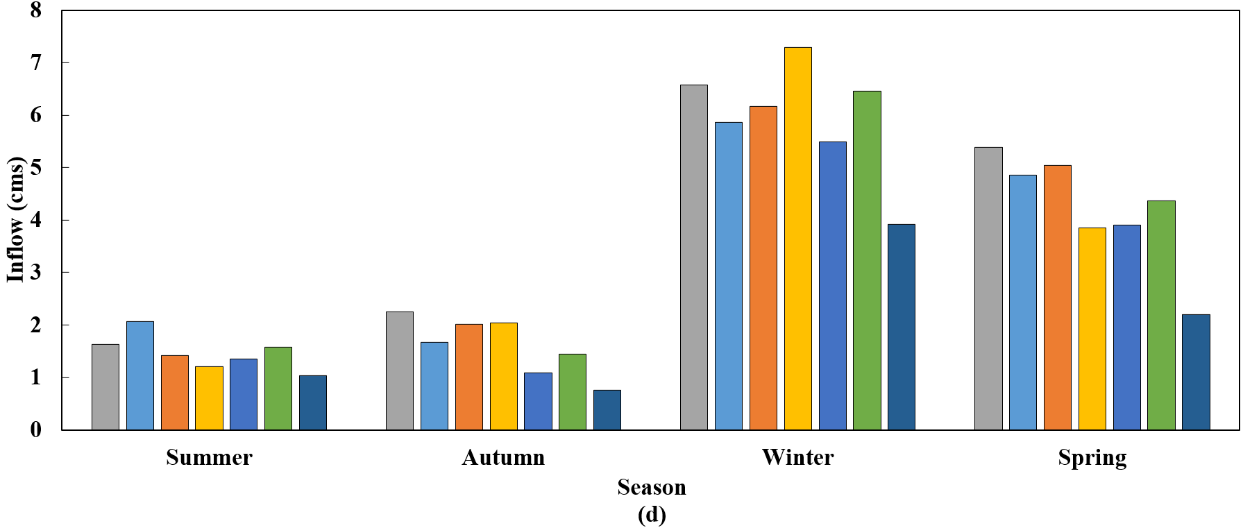 8
7
6
5
4
3
2
1
0
Inflow (cms)
Summer Autumn Winter Spring
Season
(d)